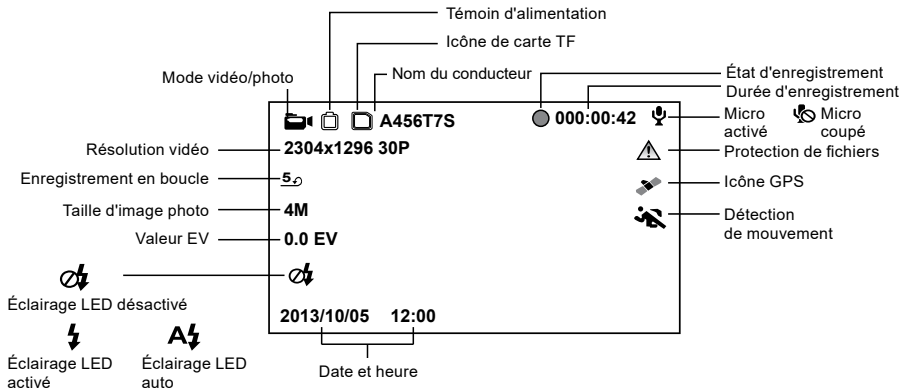 Témoin d'alimentation
Icône de carte TF
Nom du conducteur
Mode vidéo/photo
État d'enregistrement
Durée d'enregistrement
A456T7S
000:00:42
Micro activé
Micro coupé
Résolution vidéo
2304x1296 30P
Protection de fichiers
Enregistrement en boucle
5
Icône GPS
Taille d'image photo
4M
Détection
de mouvement
Valeur EV
0.0 EV
Éclairage LED désactivé
2013/10/05 12:00
A
Éclairage LED
activé
Éclairage LED
auto
Date et heure